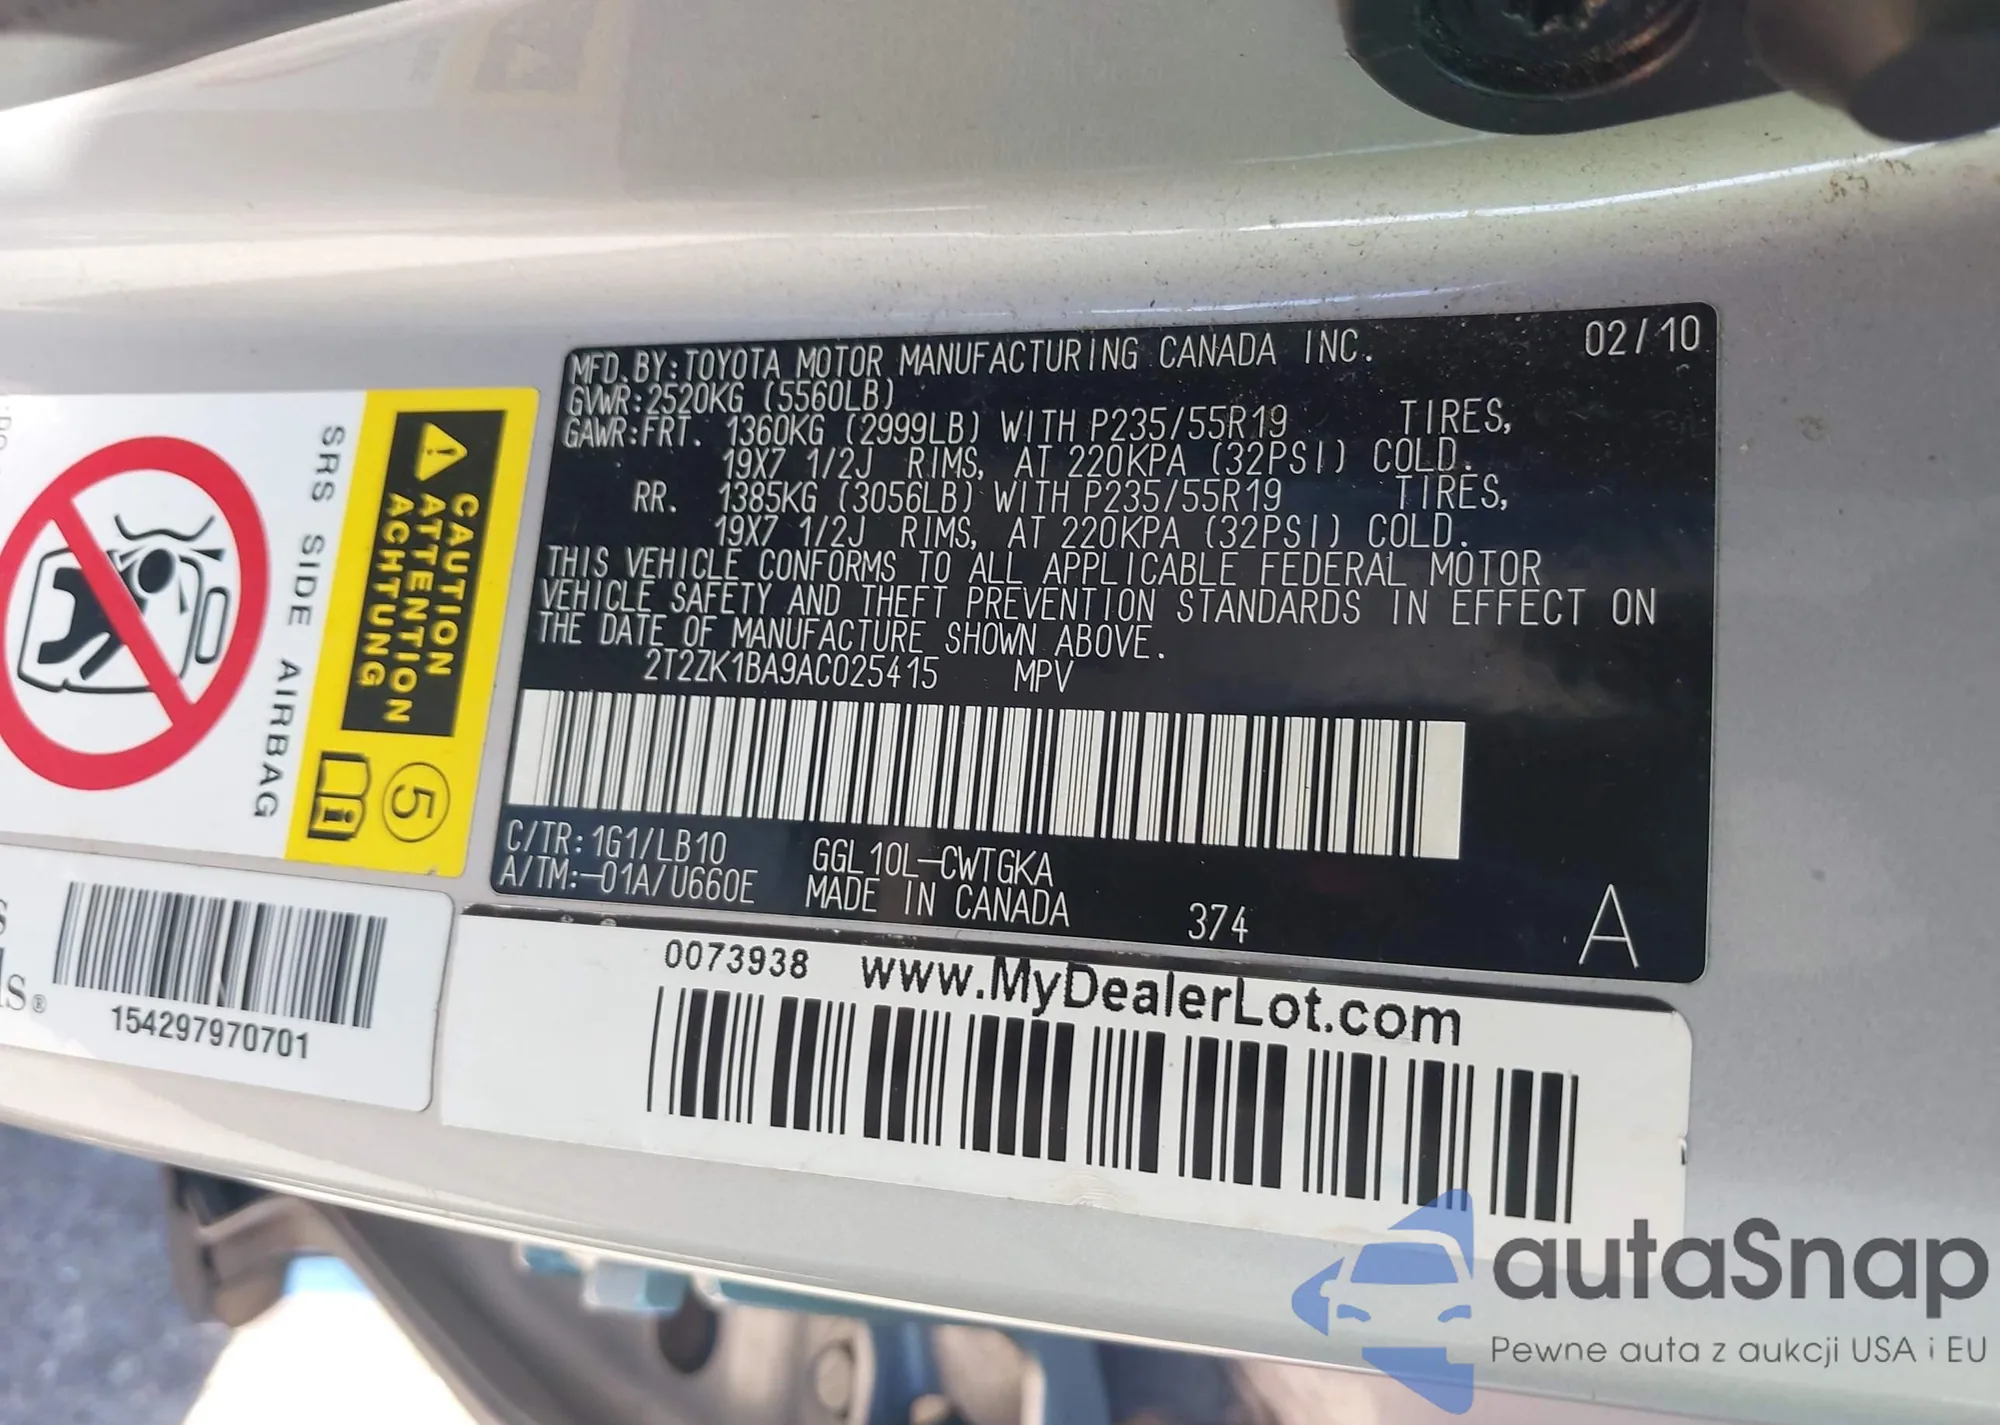 MFD. BY: TOYOTA MOTOR MANUFACTURING CANADA INC. 02/10
GVWR: 2520KG (5560LB)
GAWR: FRT. 1360KG (2999LB) WITH P235/55R19 TIRES,
19X7 1/2J RIMS, AT 220KPA (32PSI) COLD.
RR. 1385KG (3056LB) WITH P235/55R19 TIRES,
19X7 1/2J RIMS, AT 220KPA (32PSI) COLD.
THIS VEHICLE CONFORMS TO ALL APPLICABLE FEDERAL MOTOR
VEHICLE SAFETY AND THEFT PREVENTION STANDARDS IN EFFECT ON
THE DATE OF MANUFACTURE SHOWN ABOVE.
2T2ZK1BA9AC025415 MPV
C/TR: 1G1/LB10 GGL10L-CWTGKA
A/TM:-01A/U660E MADE IN CANADA 374 A
CAUTION
ATTENTION
ACHTUNG
5
i
SRS SIDE AIRBAG
154297970701
0073938 www.MyDealerLot.com
autaSnap
Pewne auta z aukcji USA i EU